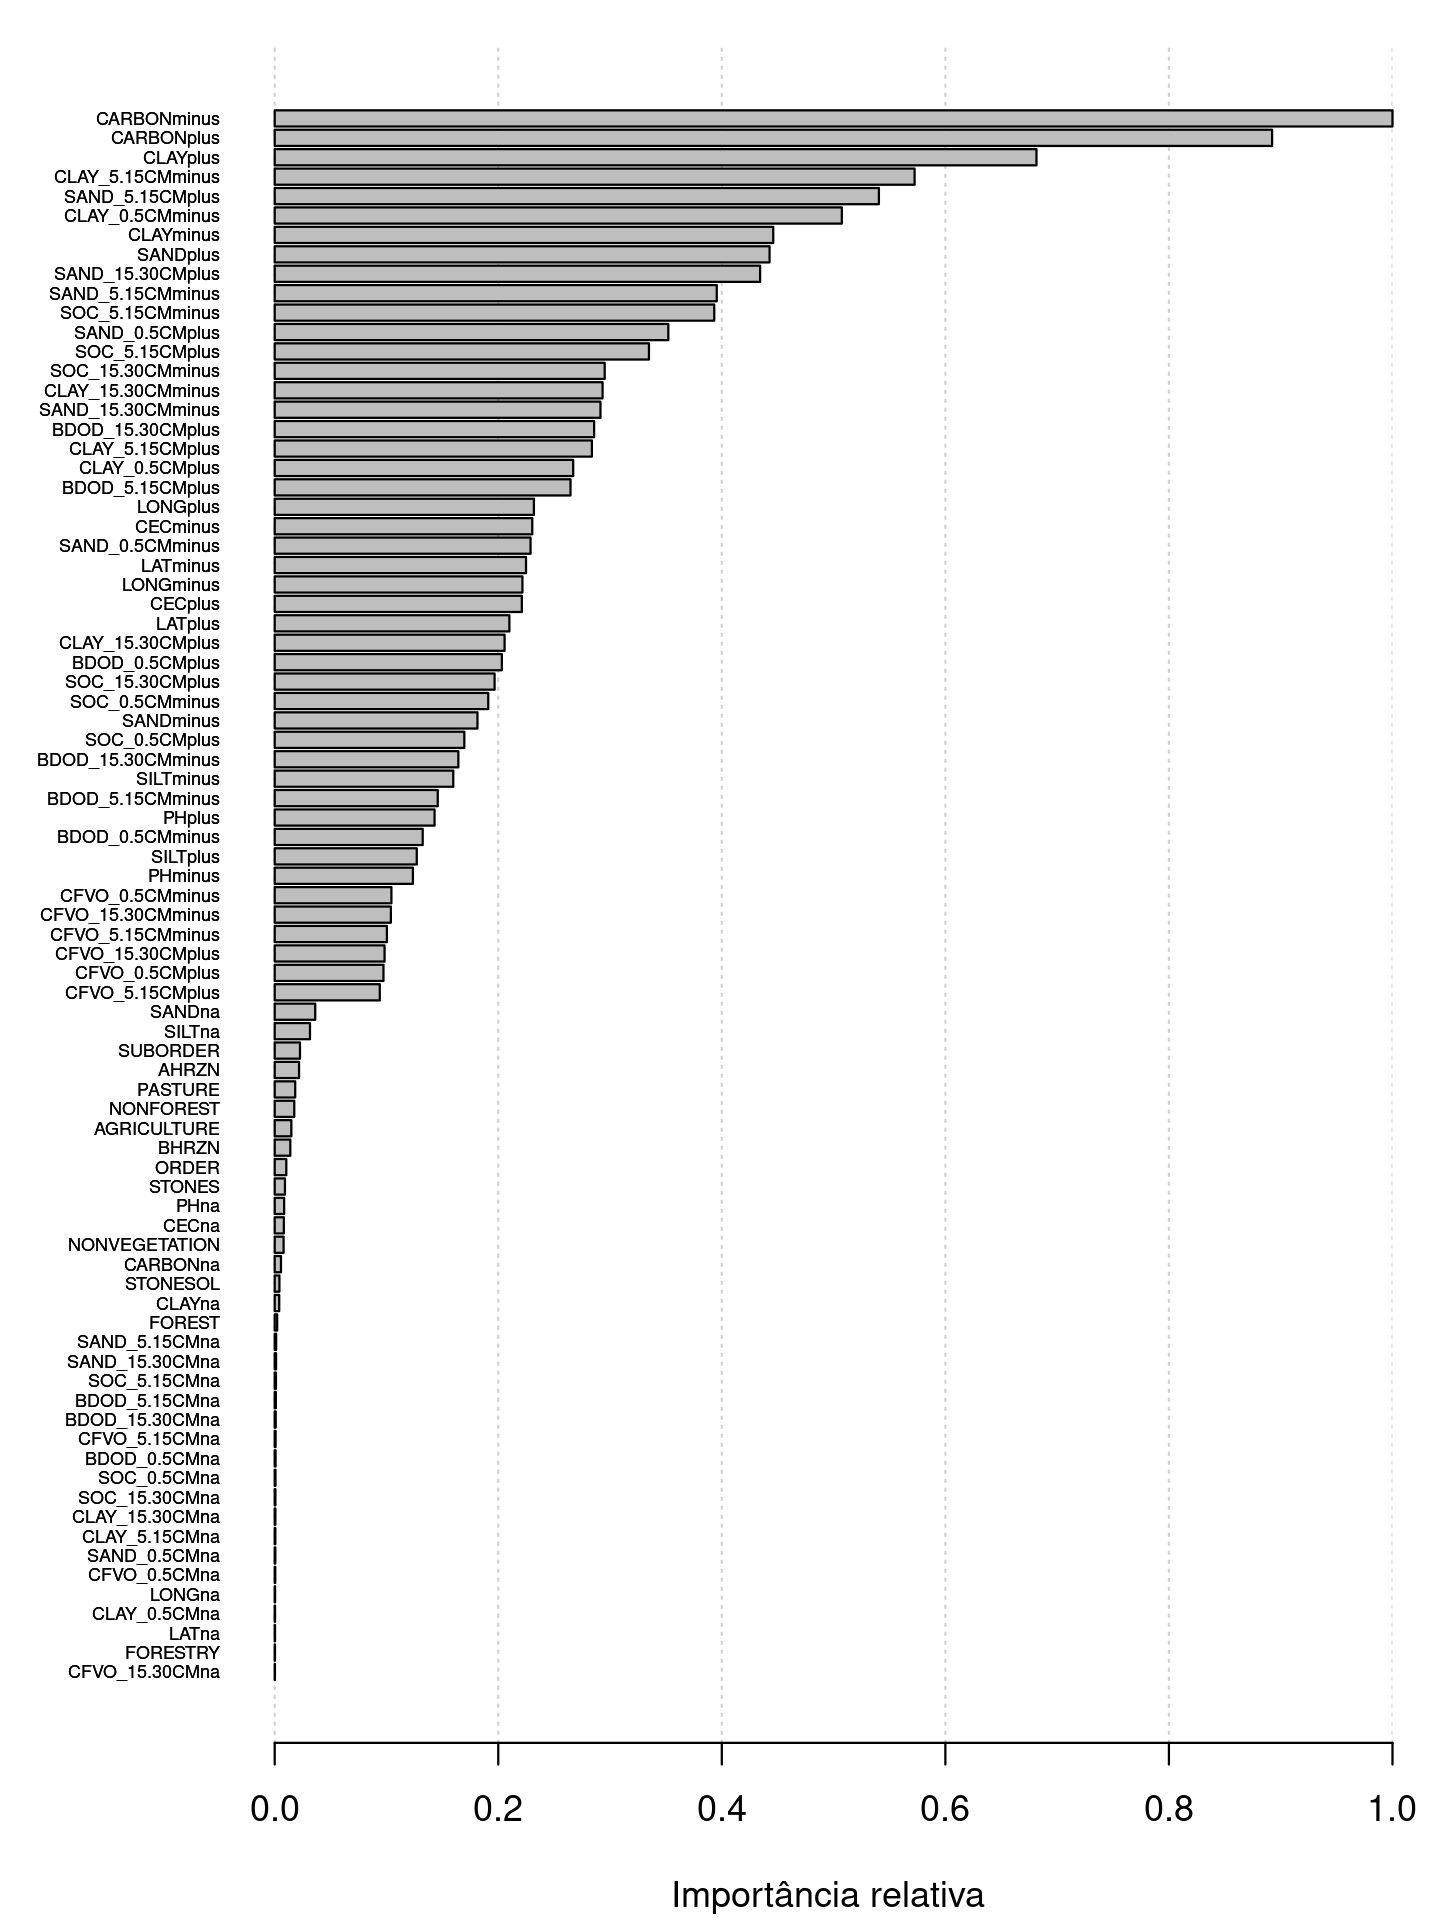 CARBONminus
CARBONplus
CLAYplus
CLAY_5.15CMminus
SAND_5.15CMplus
CLAY_0.5CMminus
CLAYminus
SANDplus
SAND_15.30CMplus
SAND_5.15CMminus
SOC_5.15CMminus
SAND_0.5CMplus
SOC_5.15CMplus
SOC_15.30CMminus
CLAY_15.30CMminus
SAND_15.30CMminus
BDOD_15.30CMplus
CLAY_5.15CMplus
CLAY_0.5CMplus
BDOD_5.15CMplus
LONGplus
CECminus
SAND_0.5CMminus
LATminus
LONGminus
CECplus
LATplus
CLAY_15.30CMplus
BDOD_0.5CMplus
SOC_15.30CMplus
SOC_0.5CMminus
SANDminus
SOC_0.5CMplus
BDOD_15.30CMminus
SILTminus
BDOD_5.15CMminus
PHplus
BDOD_0.5CMminus
SILTplus
PHminus
CFVO_0.5CMminus
CFVO_15.30CMminus
CFVO_5.15CMminus
CFVO_15.30CMplus
CFVO_0.5CMplus
CFVO_5.15CMplus
SANDna
SILTna
SUBORDER
AHRZN
PASTURE
NONFOREST
AGRICULTURE
BHRZN
ORDER
STONES
PHna
CECna
NONVEGETATION
CARBONna
STONESOL
CLAYna
FOREST
SAND_5.15CMna
SAND_15.30CMna
SOC_5.15CMna
BDOD_5.15CMna
BDOD_15.30CMna
CFVO_5.15CMna
BDOD_0.5CMna
SOC_0.5CMna
SOC_15.30CMna
CLAY_15.30CMna
CLAY_5.15CMna
SAND_0.5CMna
CFVO_0.5CMna
LONGna
CLAY_0.5CMna
LATna
FORESTRY
CFVO_15.30CMna
0.0 0.2 0.4 0.6 0.8 1.0
Importância relativa